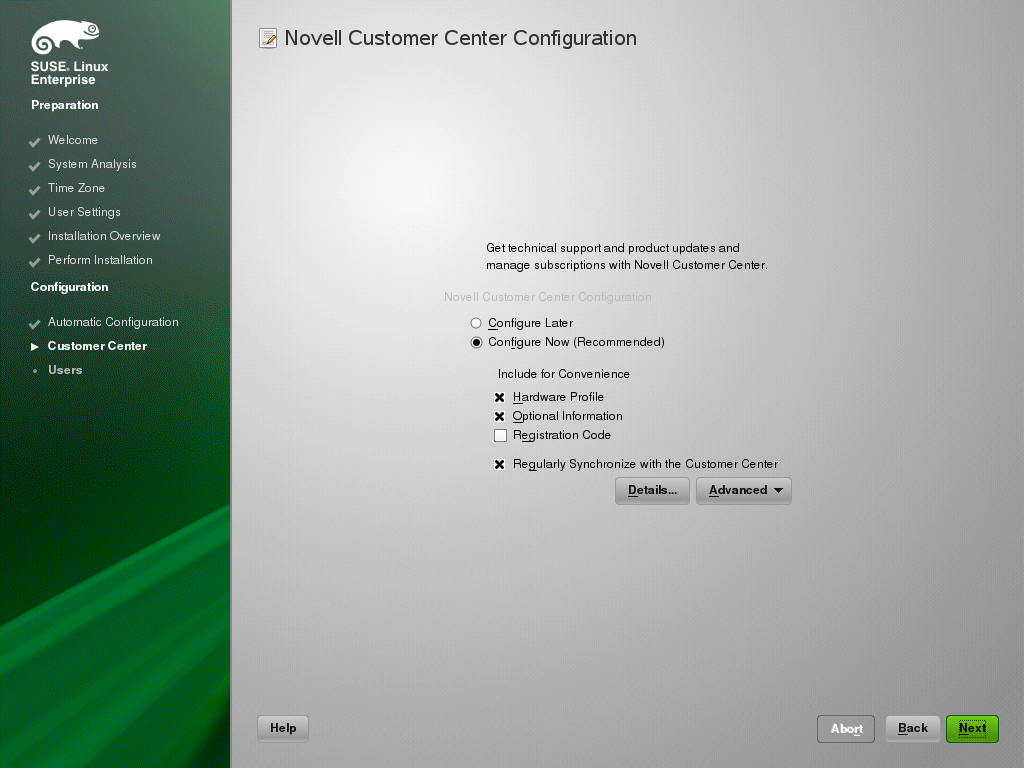 SUSE. Linux
Enterprise
Preparation
Welcome
System Analysis
Time Zone
User Settings
Installation Overview
Perform Installation
Configuration
Automatic Configuration
Customer Center
Users
Novell Customer Center Configuration
Get technical support and product updates and
manage subscriptions with Novell Customer Center.
Novell Customer Center Configuration
Configure Later
Configure Now (Recommended)
Include for Convenience
Hardware Profile
Optional Information
Registration Code
Regularly Synchronize with the Customer Center
Details...
Advanced
Help
Abort
Back
Next